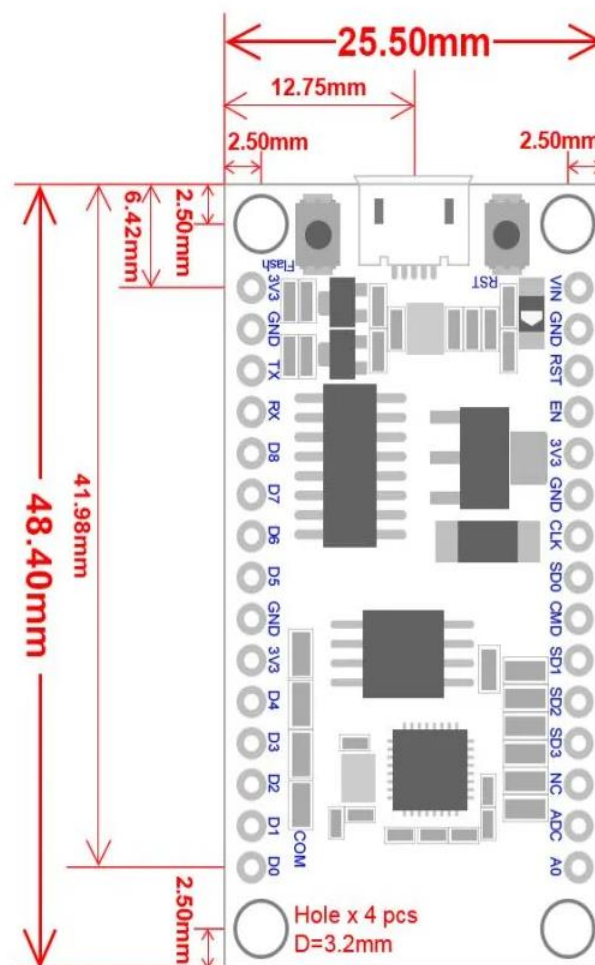 25.50mm
12.75mm
2.50mm
2.50mm
2.50mm
6.42mm
48.40mm
41.98mm
2.50mm
Flash
RST
3V3
GND
TX
RX
D8
D7
D6
D5
GND
3V3
D4
D3
D2
D1
D0
COM
VIN
GND
RST
EN
3V3
GND
CLK
SD0
CMD
SD1
SD2
SD3
NC
ADC
A0
Hole x 4 pcs
D=3.2mm